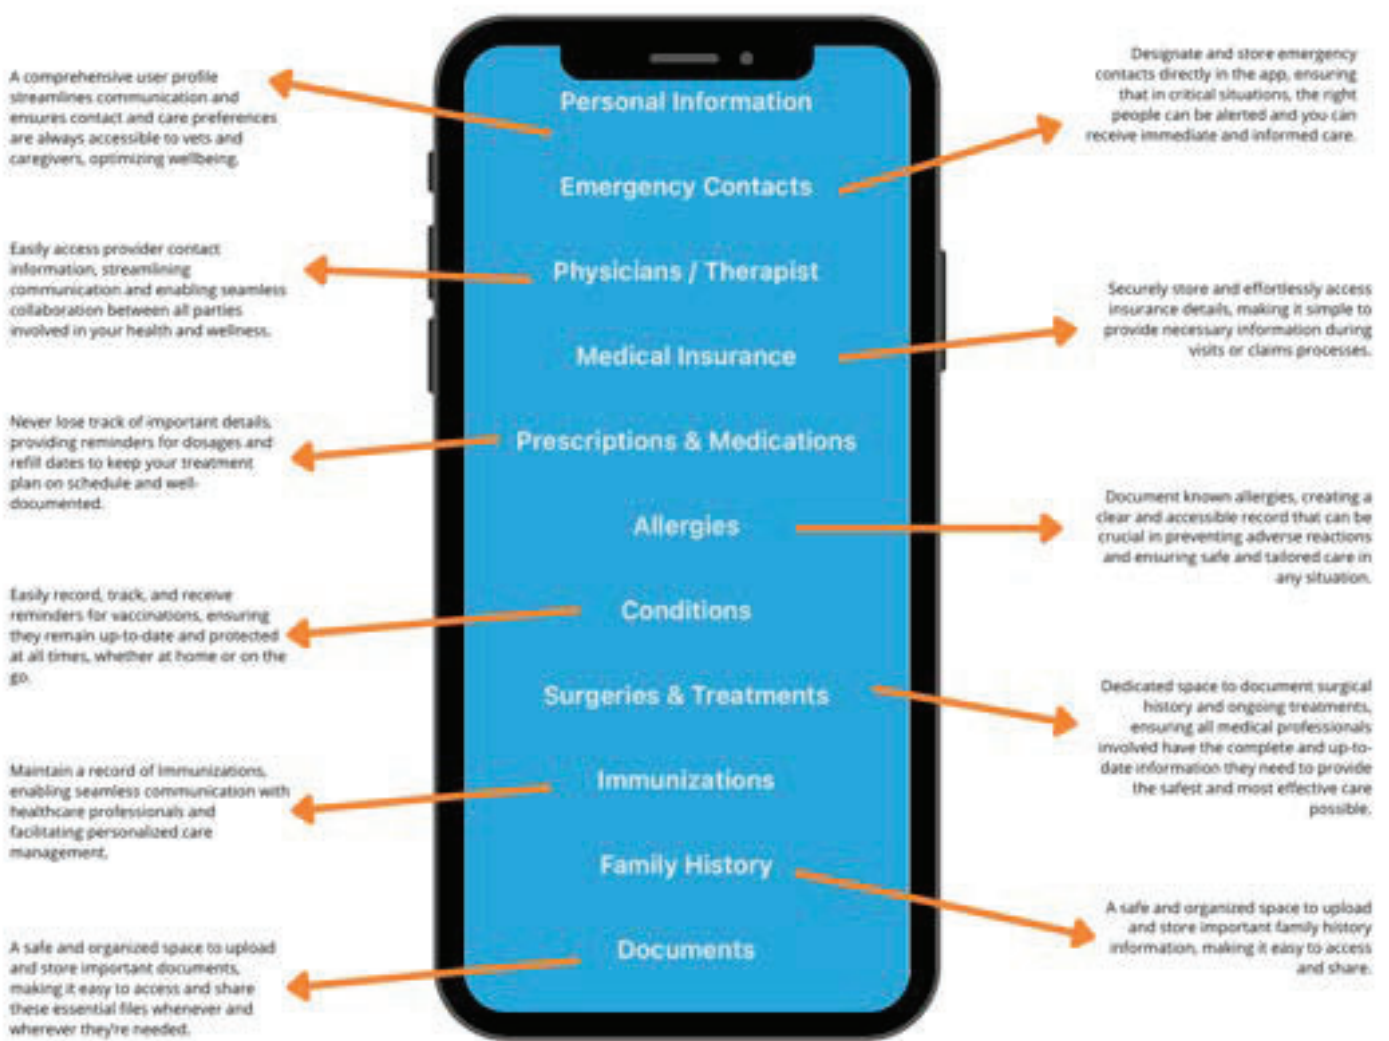 Personal Information
Emergency Contacts
Physicians / Therapist
Medical Insurance
Prescriptions & Medications
Allergies
Conditions
Surgeries & Treatments
Immunizations
Family History
Documents
A comprehensive user profile
streamlines communication and
ensures contact and care preferences
are always accessible to vets and
caregivers, optimizing wellbeing.
Easily access provider contact
information, streamlining
communication and enabling seamless
collaboration between all parties
involved in your health and wellness.
Never lose track of important details,
providing reminders for dosages and
refill dates to keep your treatment
plan on schedule and well-
documented.
Easily record, track, and receive
reminders for vaccinations, ensuring
they remain up-to-date and protected
at all times, whether at home or on the
go.
Maintain a record of Immunizations,
enabling seamless communication with
healthcare professionals and
facilitating personalized care
management.
A safe and organized space to upload
and store important documents,
making it easy to access and share
these essential files whenever and
wherever they're needed.
Designate and store emergency
contacts directly in the app, ensuring
that in critical situations, the right
people can be alerted and you can
receive immediate and informed care.
Securely store and effortlessly access
insurance details, making it simple to
provide necessary information during
visits or claims processes.
Document known allergies, creating a
clear and accessible record that can be
crucial in preventing adverse reactions
and ensuring safe and tailored care in
any situation.
Dedicated space to document surgical
history and ongoing treatments,
ensuring all medical professionals
involved have the complete and up-to-
date information they need to provide
the safest and most effective care
possible.
A safe and organized space to upload
and store important family history
information, making it easy to access
and share.